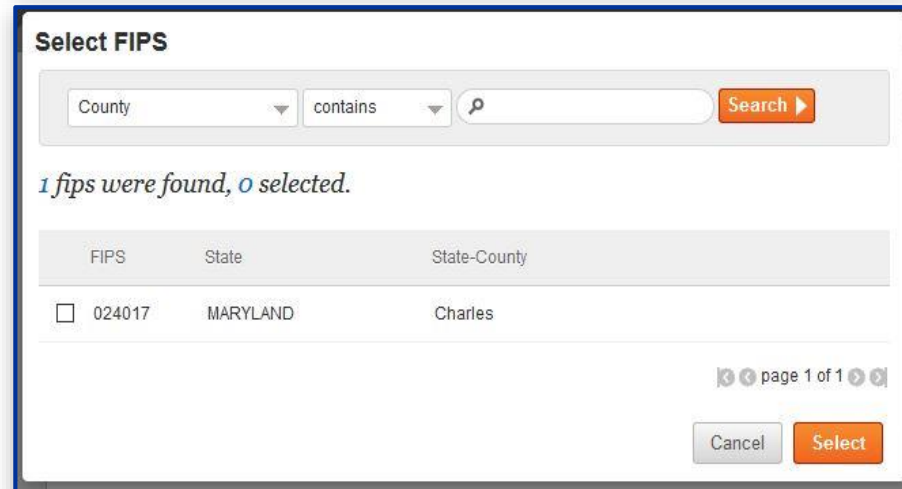 Select FIPS
County contains Search
1 fips were found, 0 selected.
FIPS State State-County
024017 MARYLAND Charles
page 1 of 1
Cancel Select